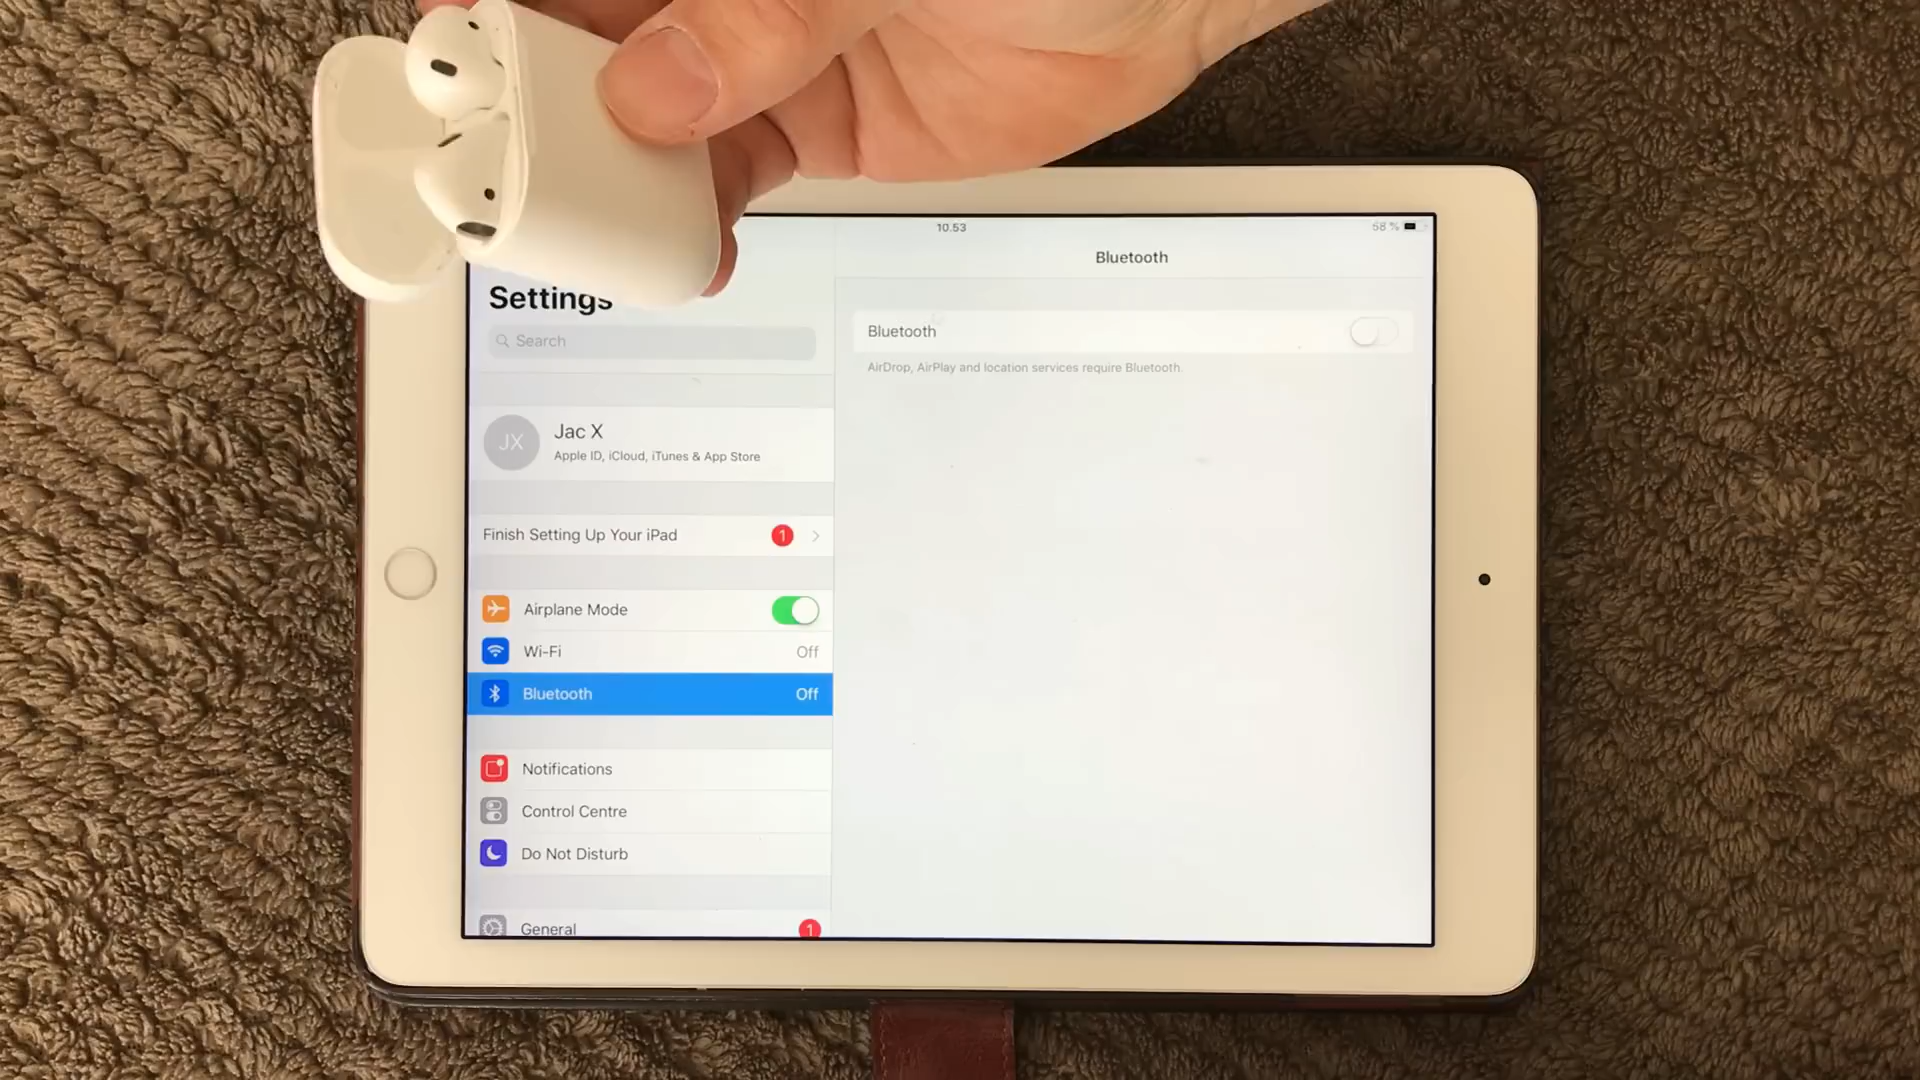 10.53
58 %
Settings
Search
JX
Jac X
Apple ID, iCloud, iTunes & App Store
Finish Setting Up Your iPad
1
Airplane Mode
Wi-Fi
Off
Bluetooth
Off
Notifications
Control Centre
Do Not Disturb
General
1
Bluetooth
Bluetooth
AirDrop, AirPlay and location services require Bluetooth.